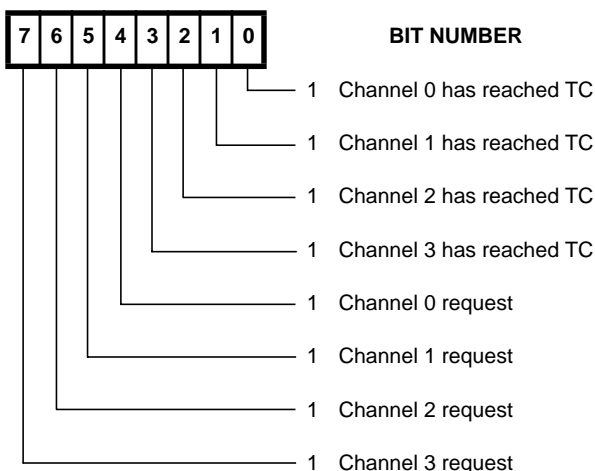 7 6 5 4 3 2 1 0 BIT NUMBER
1 Channel 0 has reached TC
1 Channel 1 has reached TC
1 Channel 2 has reached TC
1 Channel 3 has reached TC
1 Channel 0 request
1 Channel 1 request
1 Channel 2 request
1 Channel 3 request